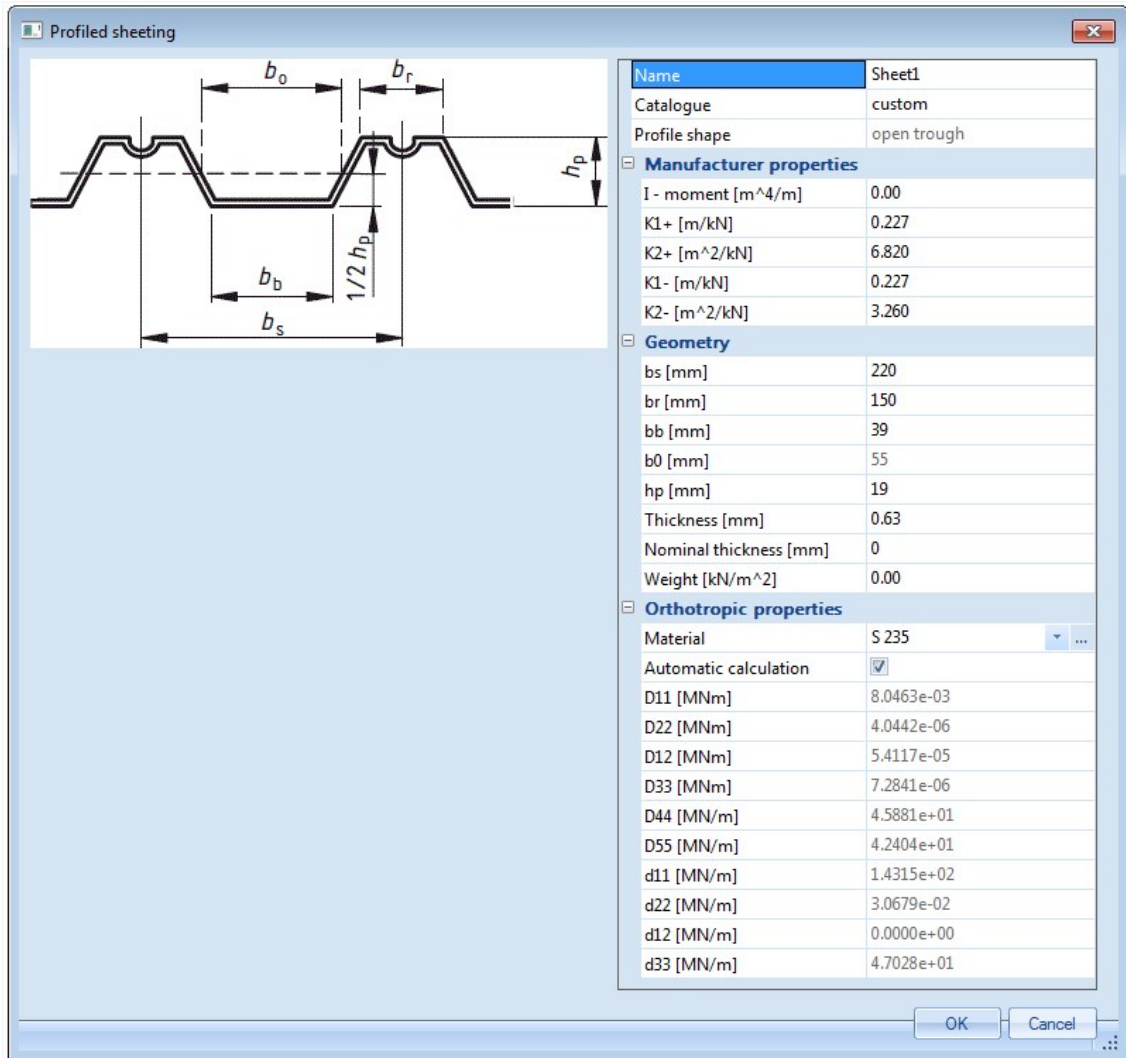 Profiled sheeting
bo br
hp
1/2 hp
bb
bs
Name Sheet1
Catalogue custom
Profile shape open trough
Manufacturer properties
I - moment [m^4/m] 0.00
K1+ [m/kN] 0.227
K2+ [m^2/kN] 6.820
K1- [m/kN] 0.227
K2- [m^2/kN] 3.260
Geometry
bs [mm] 220
br [mm] 150
bb [mm] 39
b0 [mm] 55
hp [mm] 19
Thickness [mm] 0.63
Nominal thickness [mm] 0
Weight [kN/m^2] 0.00
Orthotropic properties
Material S 235 ...
Automatic calculation
D11 [MNm] 8.0463e-03
D22 [MNm] 4.0442e-06
D12 [MNm] 5.4117e-05
D33 [MNm] 7.2841e-06
D44 [MN/m] 4.5881e+01
D55 [MN/m] 4.2404e+01
d11 [MN/m] 1.4315e+02
d22 [MN/m] 3.0679e-02
d12 [MN/m] 0.0000e+00
d33 [MN/m] 4.7028e+01
OK Cancel